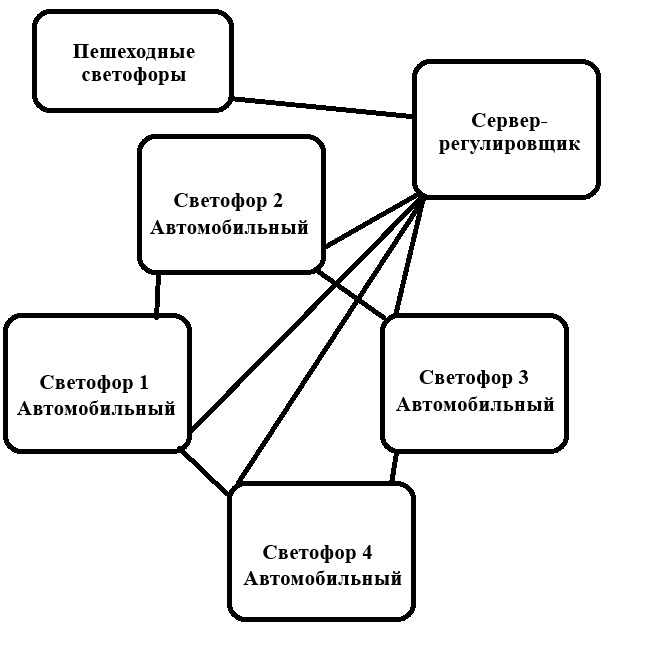 Пешеходные
светофоры
Сервер-
регулировщик
Светофор 2
Автомобильный
Светофор 1
Автомобильный
Светофор 3
Автомобильный
Светофор 4
Автомобильный